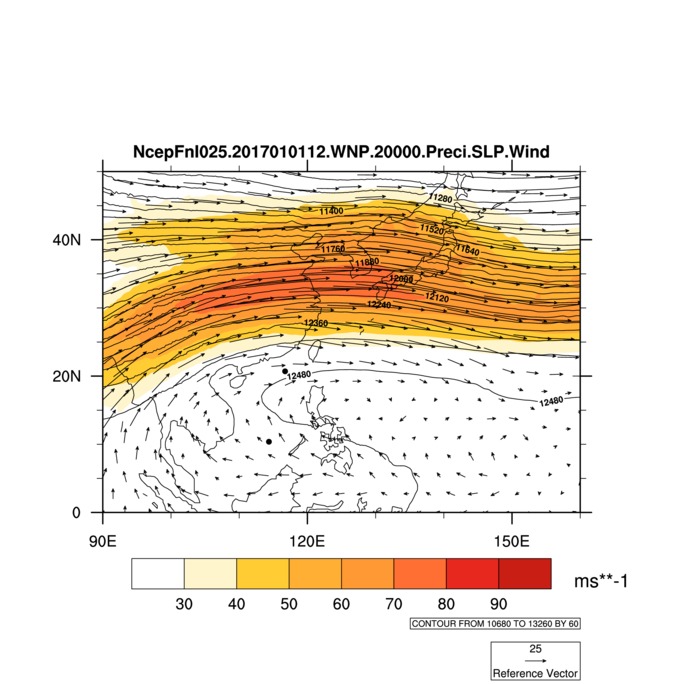 NcepFnl025.2017010112.WNP.20000.Preci.SLP.Wind
11280
11400
11520
40N
11760
11640
11880
12000
12120
12240
12360
20N
12480
12480
0
90E 120E 150E
ms**-1
30 40 50 60 70 80 90
CONTOUR FROM 10680 TO 13260 BY 60
25
Reference Vector